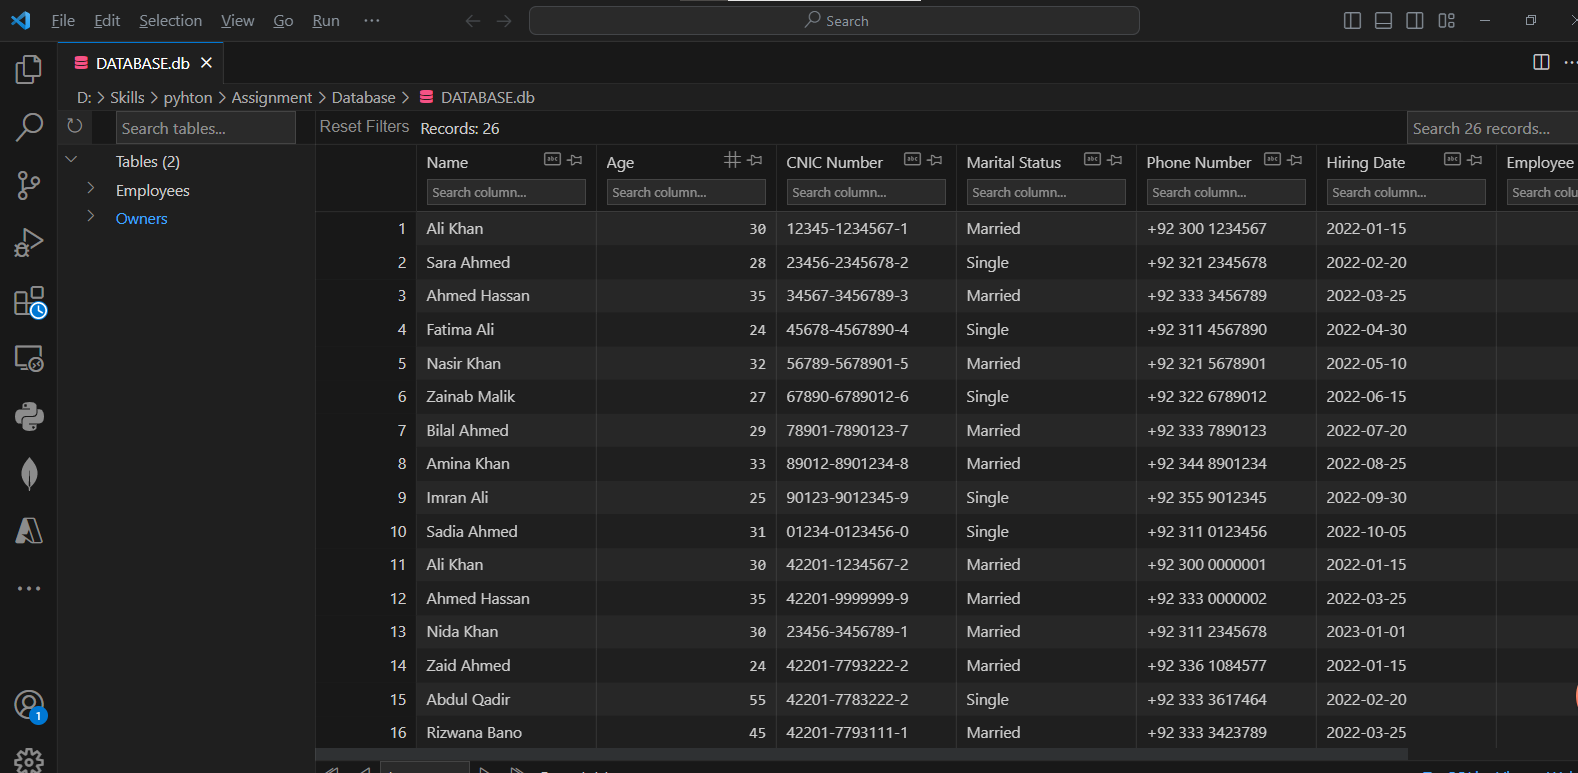 File Edit Selection View Go Run ··· Search
DATABASE.db
D: > Skills > pyhton > Assignment > Database > DATABASE.db
Search tables... Reset Filters Records: 26 Search 26 records...
Tables (2)
Employees
Owners
Name Age CNIC Number Marital Status Phone Number Hiring Date Employee
Search column... Search column... Search column... Search column... Search column... Search column... Search colu
1 Ali Khan 30 12345-1234567-1 Married +92 300 1234567 2022-01-15
2 Sara Ahmed 28 23456-2345678-2 Single +92 321 2345678 2022-02-20
3 Ahmed Hassan 35 34567-3456789-3 Married +92 333 3456789 2022-03-25
4 Fatima Ali 24 45678-4567890-4 Single +92 311 4567890 2022-04-30
5 Nasir Khan 32 56789-5678901-5 Married +92 321 5678901 2022-05-10
6 Zainab Malik 27 67890-6789012-6 Single +92 322 6789012 2022-06-15
7 Bilal Ahmed 29 78901-7890123-7 Married +92 333 7890123 2022-07-20
8 Amina Khan 33 89012-8901234-8 Married +92 344 8901234 2022-08-25
9 Imran Ali 25 90123-9012345-9 Single +92 355 9012345 2022-09-30
10 Sadia Ahmed 31 01234-0123456-0 Single +92 311 0123456 2022-10-05
11 Ali Khan 30 42201-1234567-2 Married +92 300 0000001 2022-01-15
12 Ahmed Hassan 35 42201-9999999-9 Married +92 333 0000002 2022-03-25
13 Nida Khan 30 23456-3456789-1 Married +92 311 2345678 2023-01-01
14 Zaid Ahmed 24 42201-7793222-2 Married +92 336 1084577 2022-01-15
15 Abdul Qadir 55 42201-7783222-2 Single +92 333 3617464 2022-02-20
16 Rizwana Bano 45 42201-7793111-1 Married +92 333 3423789 2022-03-25
1